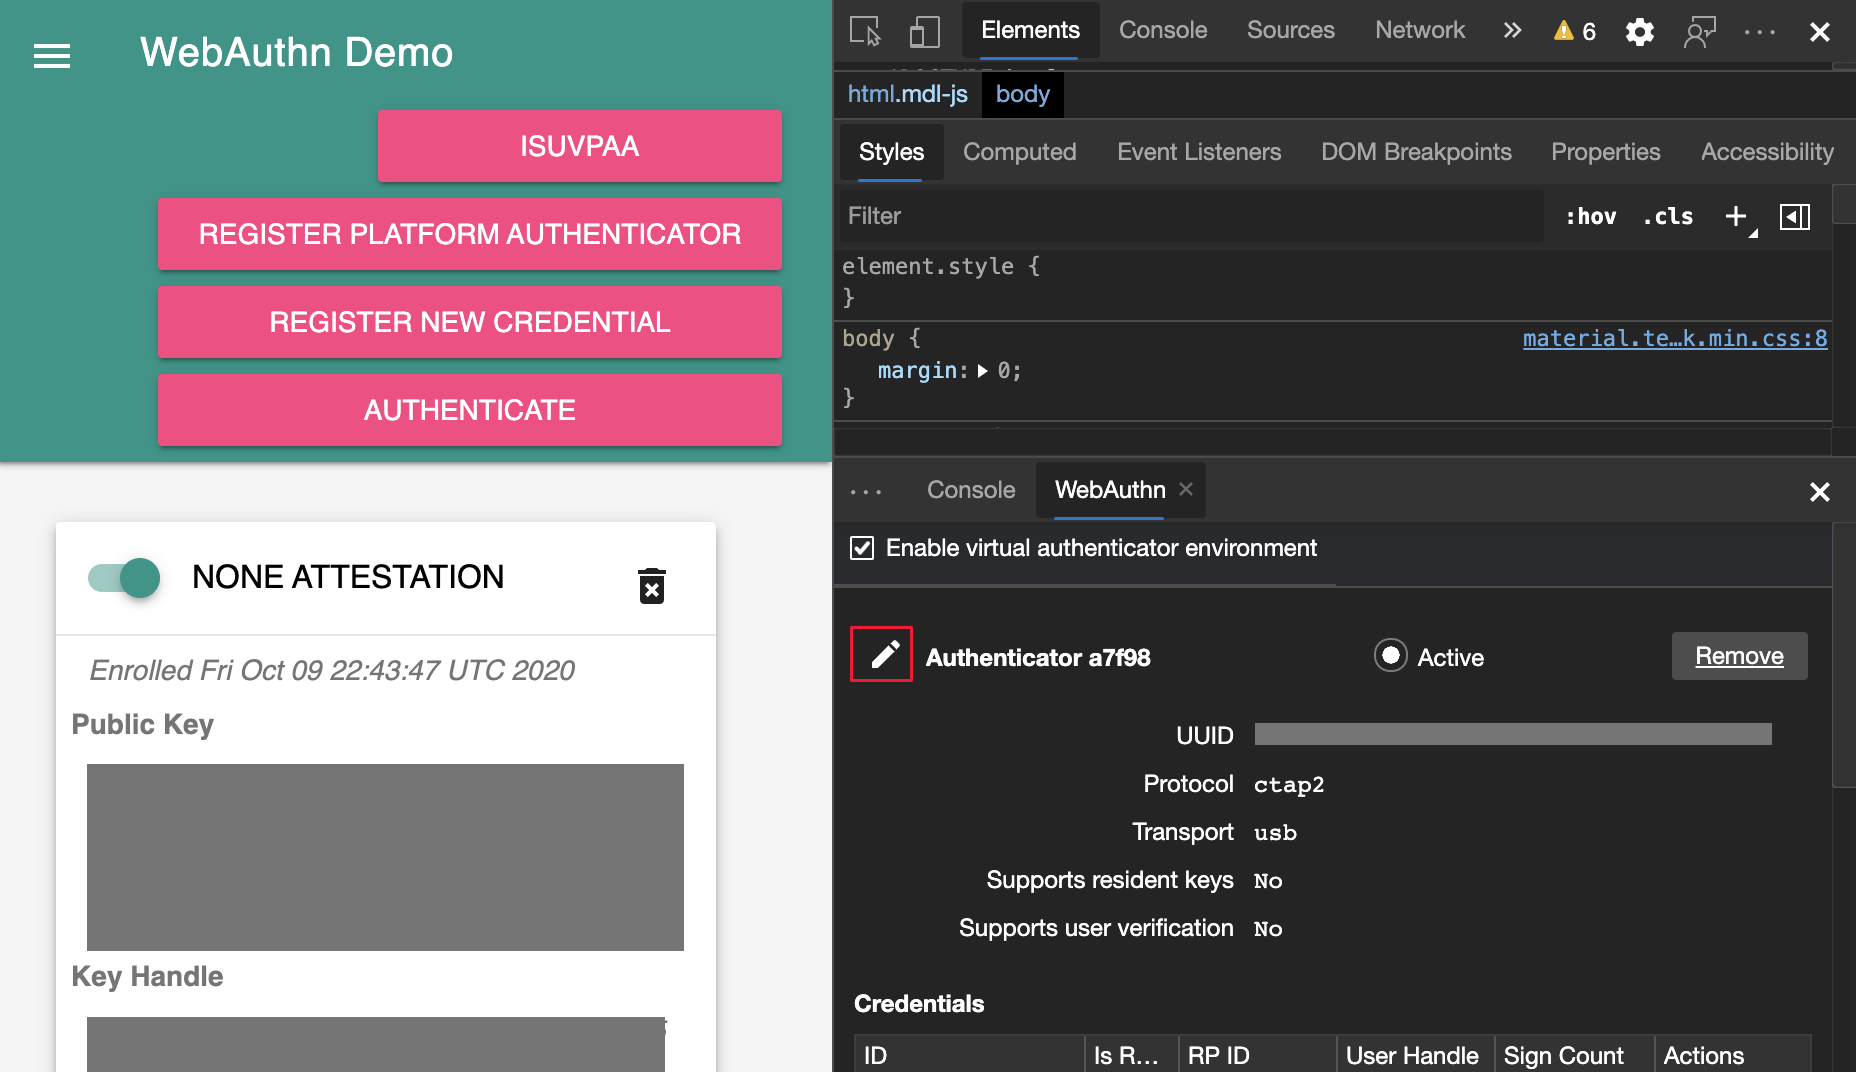 WebAuthn Demo
ISUVPAA
REGISTER PLATFORM AUTHENTICATOR
REGISTER NEW CREDENTIAL
AUTHENTICATE
NONE ATTESTATION
Enrolled Fri Oct 09 22:43:47 UTC 2020
Public Key
Key Handle
Elements Console Sources Network » 6
html.mdl-js body
Styles Computed Event Listeners DOM Breakpoints Properties Accessibility
Filter :hov .cls +
element.style {
}
body { material.te…k.min.css:8
margin: 0;
}
Console WebAuthn
Enable virtual authenticator environment
Authenticator a7f98 Active Remove
UUID
Protocol ctap2
Transport usb
Supports resident keys No
Supports user verification No
Credentials
ID Is R… RP ID User Handle Sign Count Actions